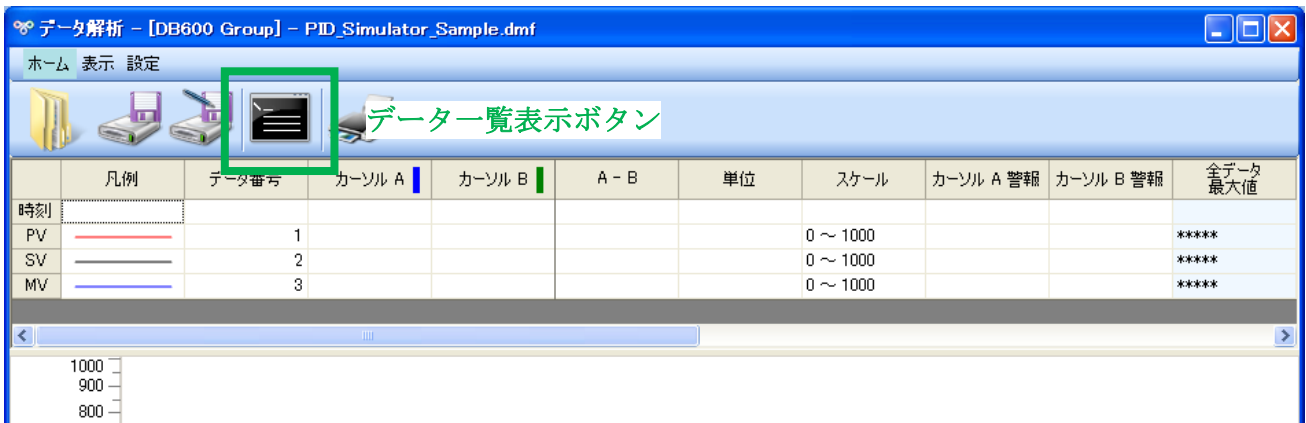 データ解析 - [DB600 Group] - PID_Simulator_Sample.dmf
ホーム 表示 設定
データ一覧表示ボタン
凡例 データ番号 カーソル A カーソル B A - B 単位 スケール カーソル A 警報 カーソル B 警報 全データ
最大値
時刻
PV 1 0 ～ 1000 *****
SV 2 0 ～ 1000 *****
MV 3 0 ～ 1000 *****
1000
900
800